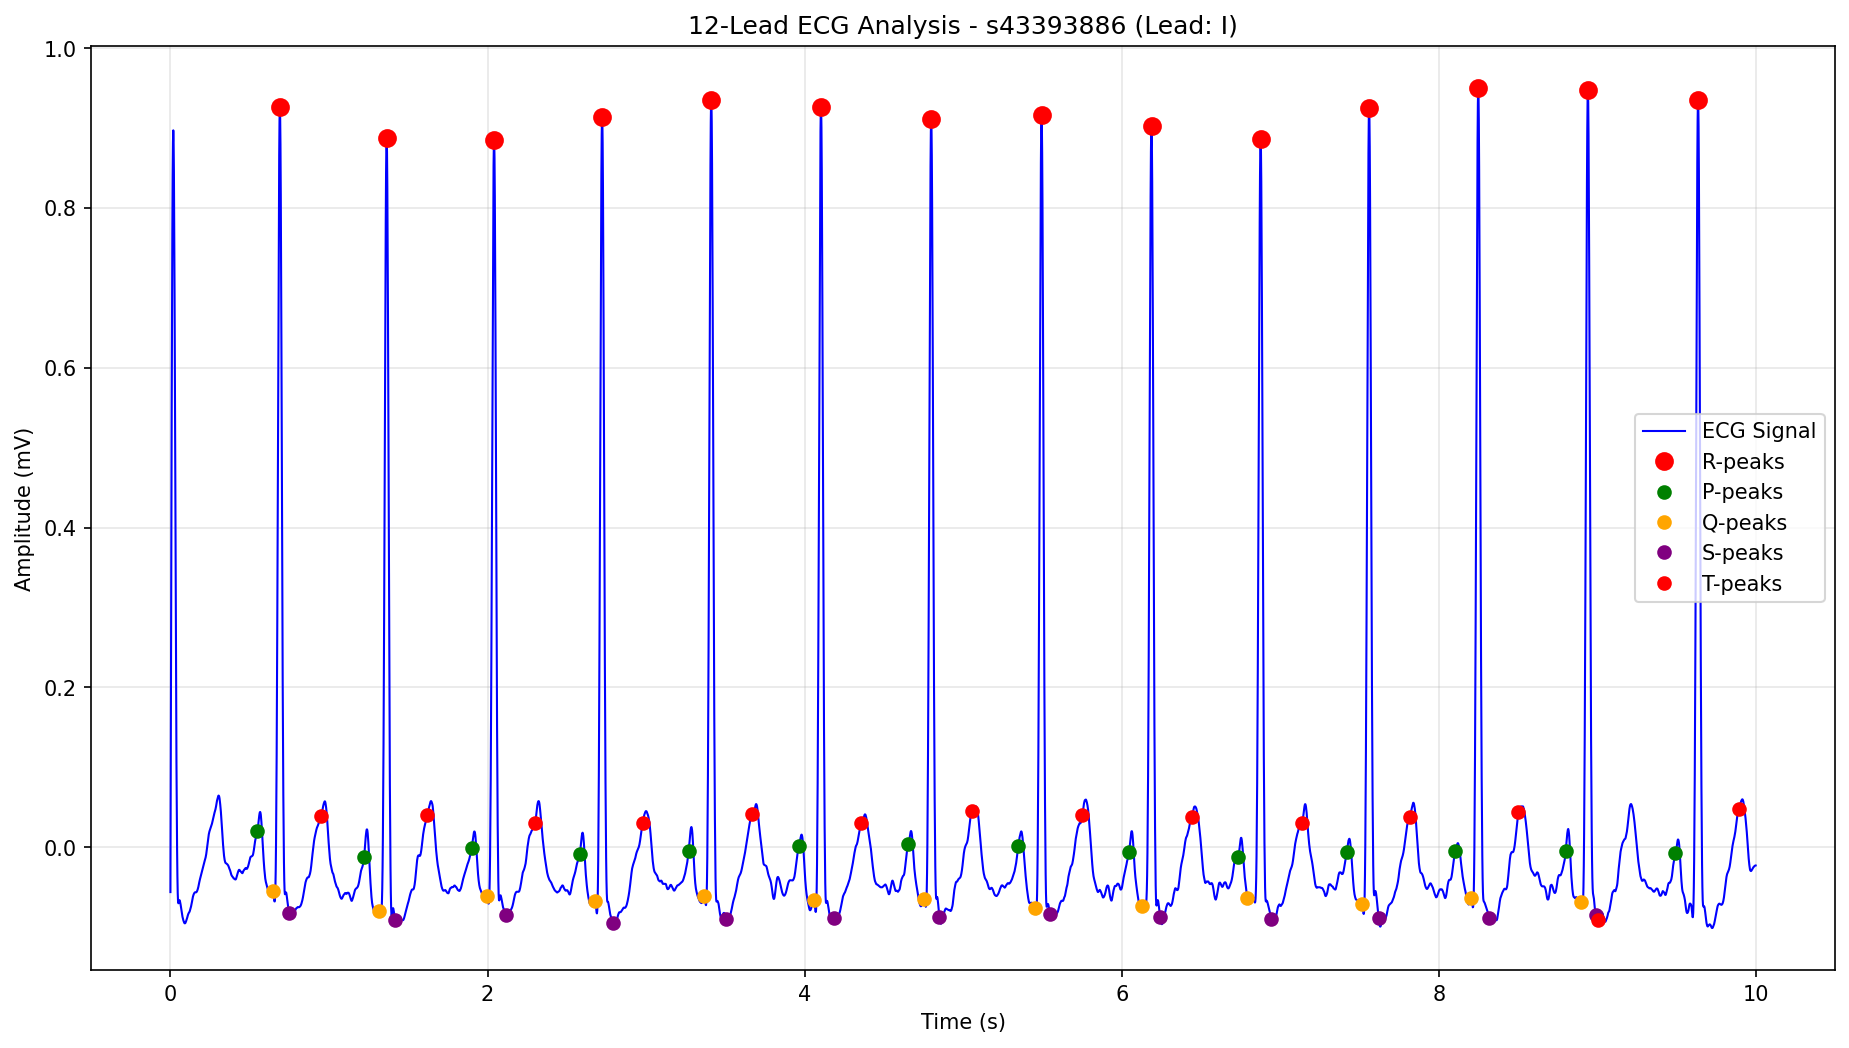 12-Lead ECG Analysis - s43393886 (Lead: I)
1.0
0.8
0.6
0.4
0.2
0.0
Amplitude (mV)
ECG Signal
R-peaks
P-peaks
Q-peaks
S-peaks
T-peaks
0 2 4 6 8 10
Time (s)